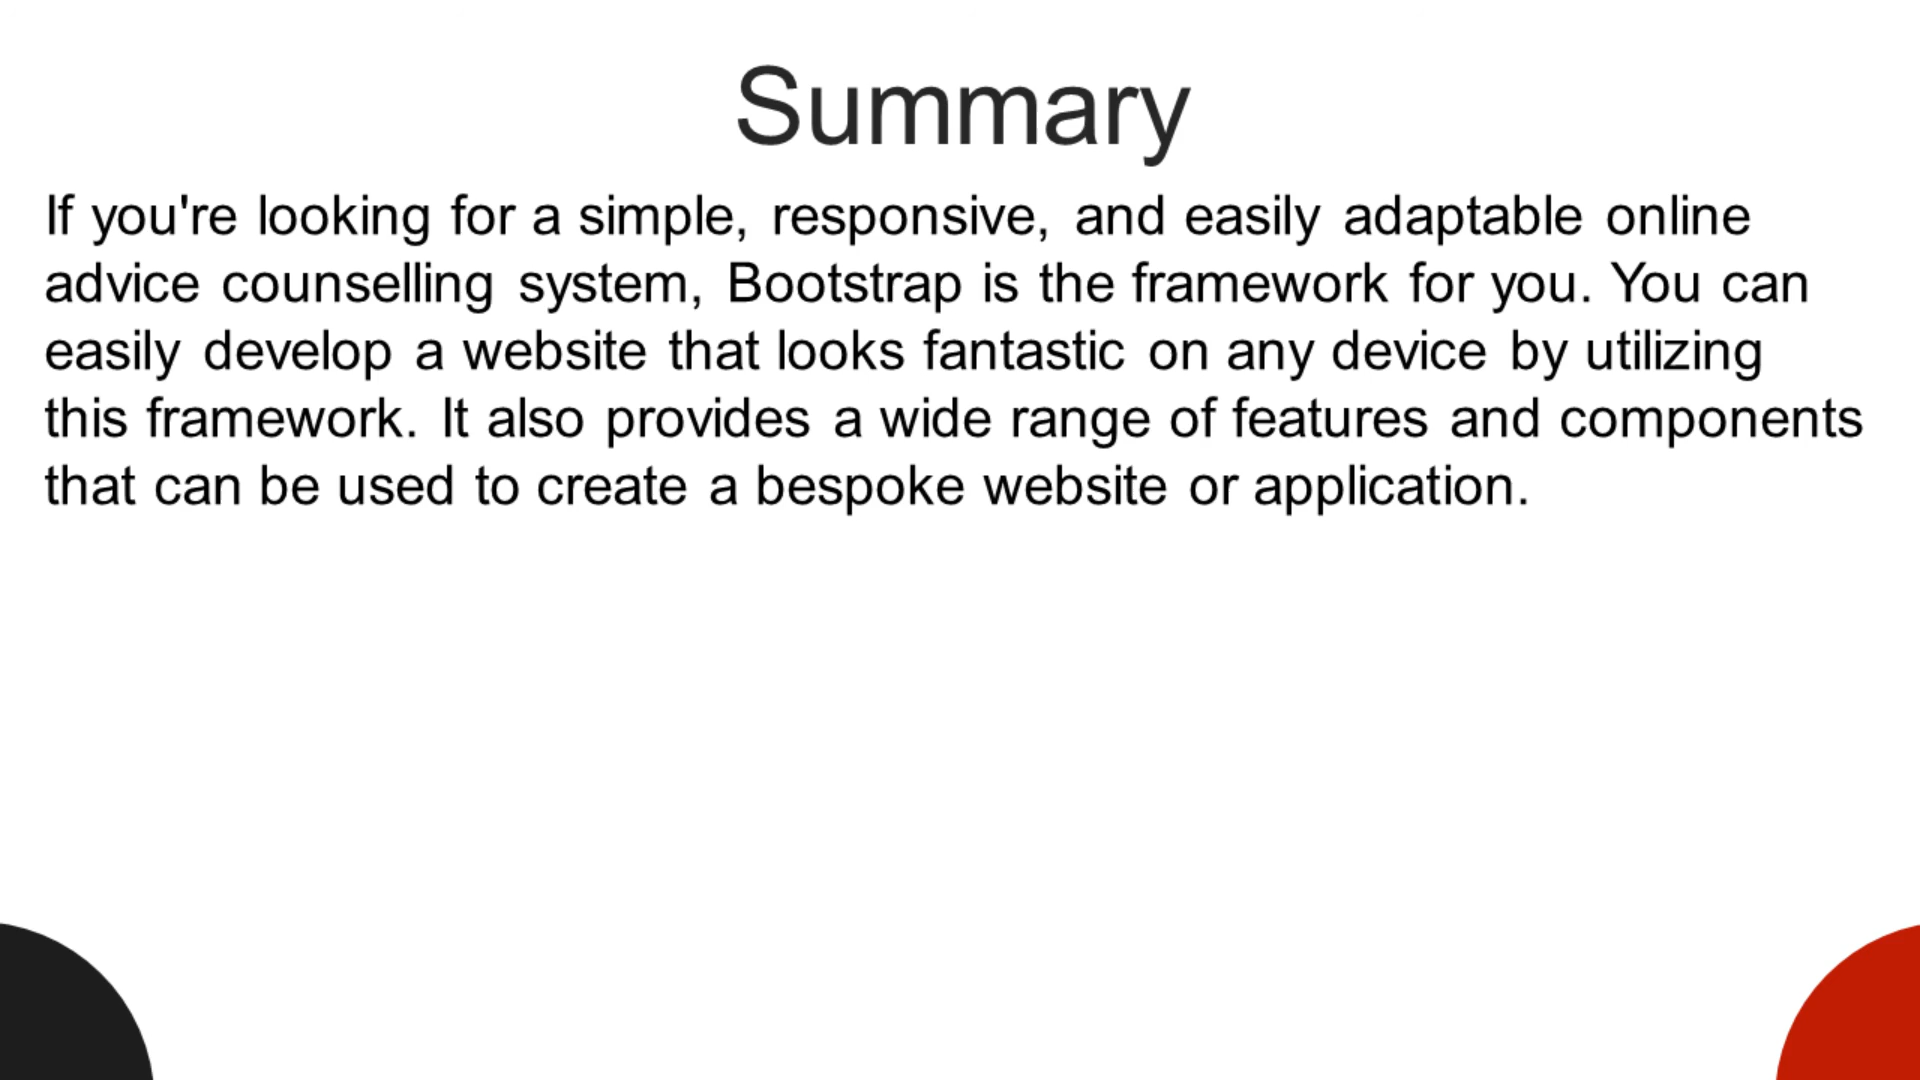 Summary
If you're looking for a simple, responsive, and easily adaptable online
advice counselling system, Bootstrap is the framework for you. You can
easily develop a website that looks fantastic on any device by utilizing
this framework. It also provides a wide range of features and components
that can be used to create a bespoke website or application.